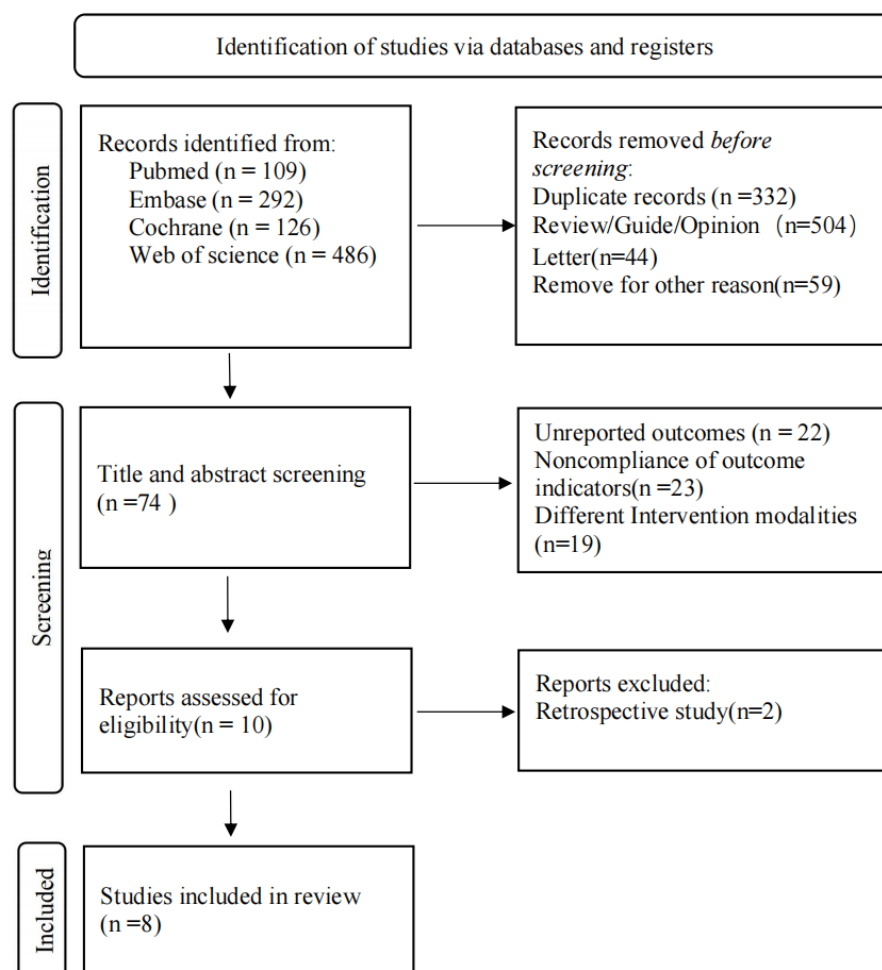 Identification of studies via databases and registers
Identification
Records identified from:
Pubmed (n = 109)
Embase (n = 292)
Cochrane (n = 126)
Web of science (n = 486)
Records removed before
screening:
Duplicate records (n =332)
Review/Guide/Opinion（n=504）
Letter(n=44)
Remove for other reason(n=59)
Screening
Title and abstract screening
(n =74 )
Unreported outcomes (n = 22)
Noncompliance of outcome
indicators(n =23)
Different Intervention modalities
(n=19)
Reports assessed for
eligibility(n = 10)
Reports excluded:
Retrospective study(n=2)
Included
Studies included in review
(n =8)